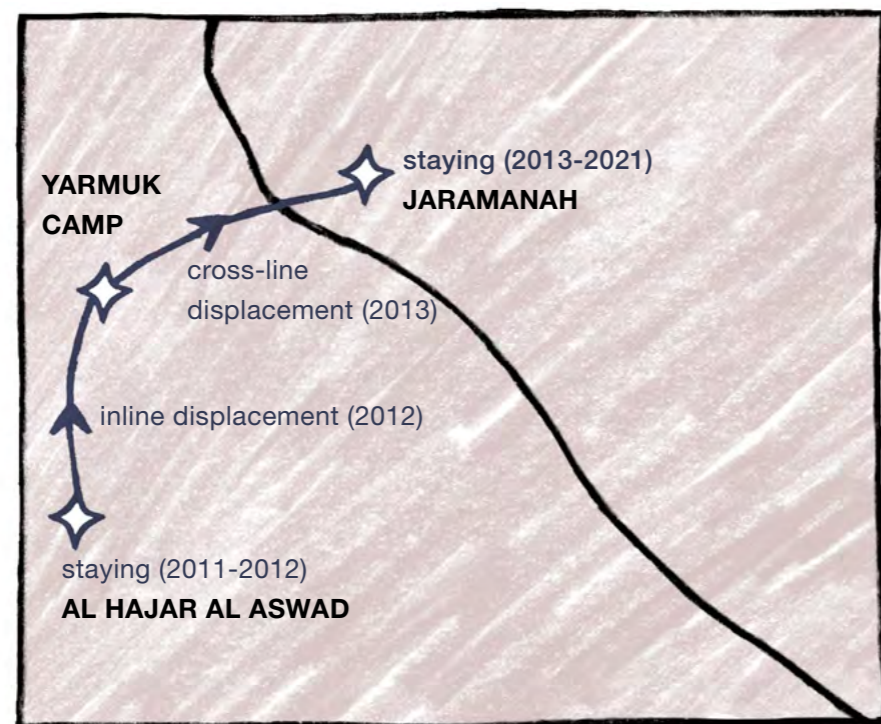 staying (2013-2021)
JARAMANAH
YARMUK
CAMP
cross-line
displacement (2013)
inline displacement (2012)
staying (2011-2012)
AL HAJAR AL ASWAD